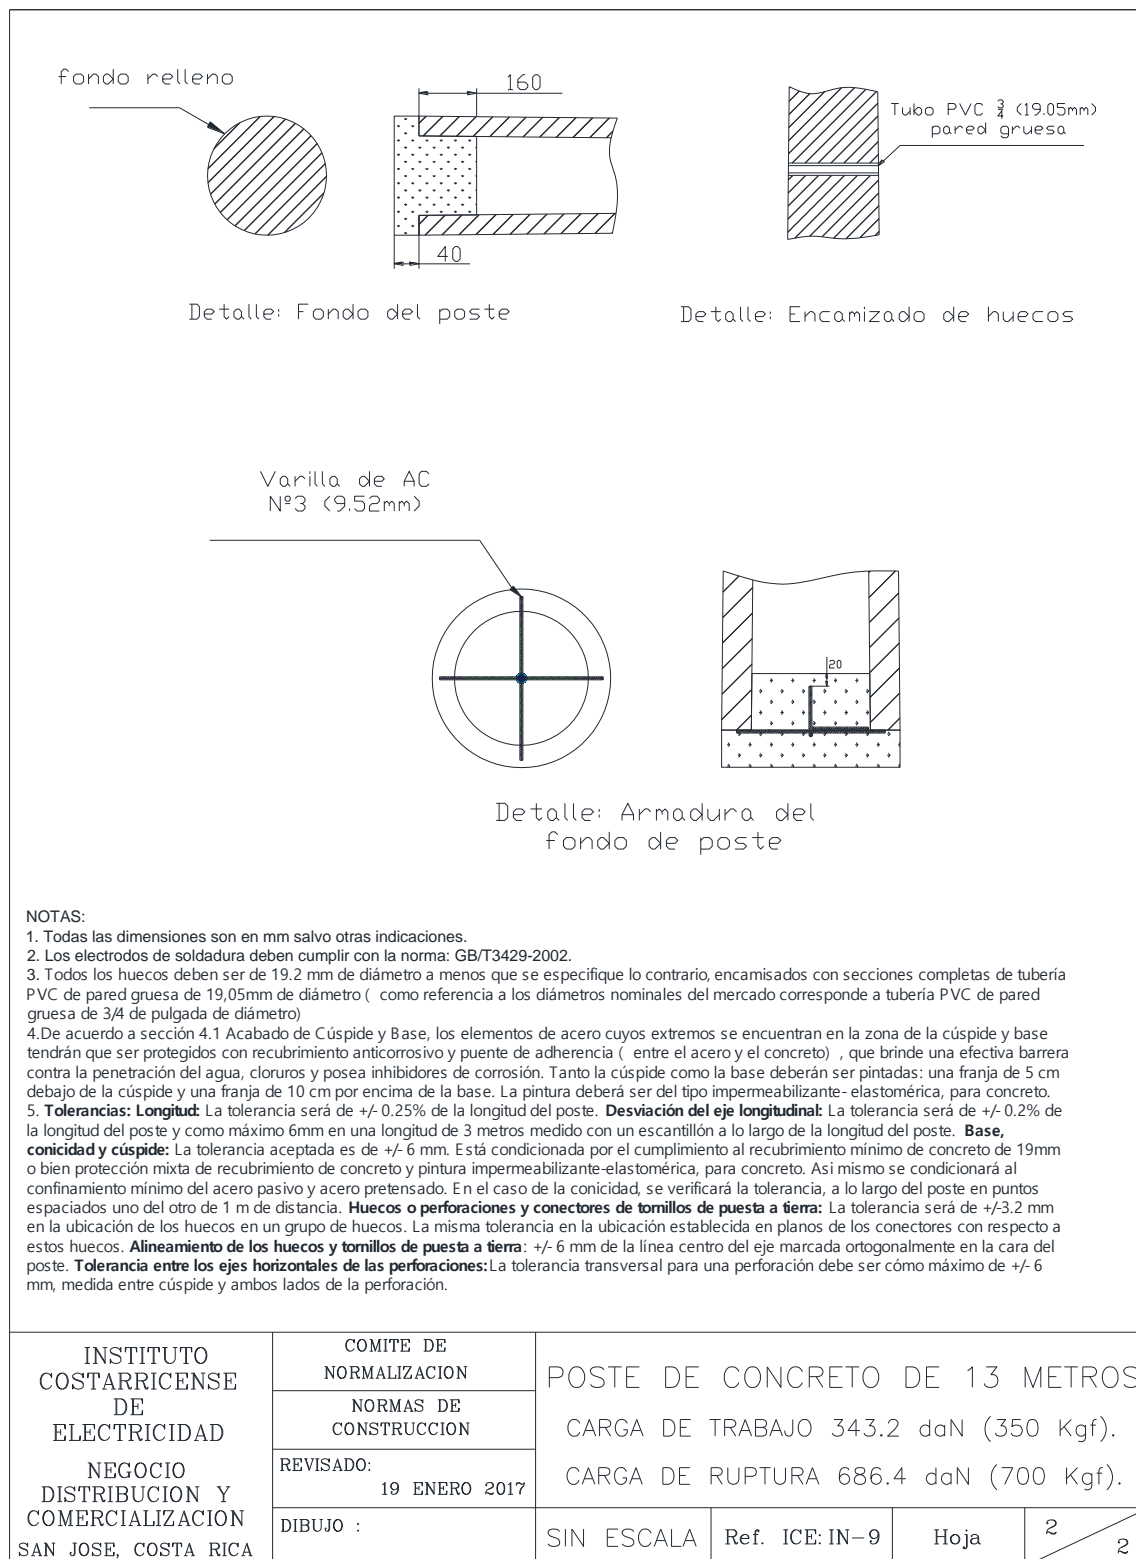 fondo relleno
160
40
Detalle: Fondo del poste
Tubo PVC 3/4 (19.05mm)
pared gruesa
Detalle: Encamizado de huecos
Varilla de AC
Nº3 (9.52mm)
20
Detalle: Armadura del
fondo de poste
NOTAS:
1. Todas las dimensiones son en mm salvo otras indicaciones.
2. Los electrodos de soldadura deben cumplir con la norma: GB/T3429-2002.
3. Todos los huecos deben ser de 19.2 mm de diámetro a menos que se especifique lo contrario, encamisados con secciones completas de tubería
PVC de pared gruesa de 19,05mm de diámetro ( como referencia a los diámetros nominales del mercado corresponde a tubería PVC de pared
gruesa de 3/4 de pulgada de diámetro)
4.De acuerdo a sección 4.1 Acabado de Cúspide y Base, los elementos de acero cuyos extremos se encuentran en la zona de la cúspide y base
tendrán que ser protegidos con recubrimiento anticorrosivo y puente de adherencia ( entre el acero y el concreto) , que brinde una efectiva barrera
contra la penetración del agua, cloruros y posea inhibidores de corrosión. Tanto la cúspide como la base deberán ser pintadas: una franja de 5 cm
debajo de la cúspide y una franja de 10 cm por encima de la base. La pintura deberá ser del tipo impermeabilizante- elastomérica, para concreto.
5. Tolerancias: Longitud: La tolerancia será de +/- 0.25% de la longitud del poste. Desviación del eje longitudinal: La tolerancia será de +/- 0.2% de
la longitud del poste y como máximo 6mm en una longitud de 3 metros medido con un escantillón a lo largo de la longitud del poste. Base,
conicidad y cúspide: La tolerancia aceptada es de +/- 6 mm. Está condicionada por el cumplimiento al recubrimiento mínimo de concreto de 19mm
o bien protección mixta de recubrimiento de concreto y pintura impermeabilizante-elastomérica, para concreto. Asi mismo se condicionará al
confinamiento mínimo del acero pasivo y acero pretensado. En el caso de la conicidad, se verificará la tolerancia, a lo largo del poste en puntos
espaciados uno del otro de 1 m de distancia. Huecos o perforaciones y conectores de tornillos de puesta a tierra: La tolerancia será de +/-3.2 mm
en la ubicación de los huecos en un grupo de huecos. La misma tolerancia en la ubicación establecida en planos de los conectores con respecto a
estos huecos. Alineamiento de los huecos y tornillos de puesta a tierra: +/- 6 mm de la línea centro del eje marcada ortogonalmente en la cara del
poste. Tolerancia entre los ejes horizontales de las perforaciones:La tolerancia transversal para una perforación debe ser cómo máximo de +/- 6
mm, medida entre cúspide y ambos lados de la perforación.
INSTITUTO
COSTARRICENSE
DE
ELECTRICIDAD
NEGOCIO
DISTRIBUCION Y
COMERCIALIZACION
SAN JOSE, COSTA RICA
COMITE DE
NORMALIZACION
NORMAS DE
CONSTRUCCION
REVISADO:
19 ENERO 2017
DIBUJO :
POSTE DE CONCRETO DE 13 METROS
CARGA DE TRABAJO 343.2 daN (350 Kgf).
CARGA DE RUPTURA 686.4 daN (700 Kgf).
SIN ESCALA
Ref. ICE: IN-9
Hoja
2
2